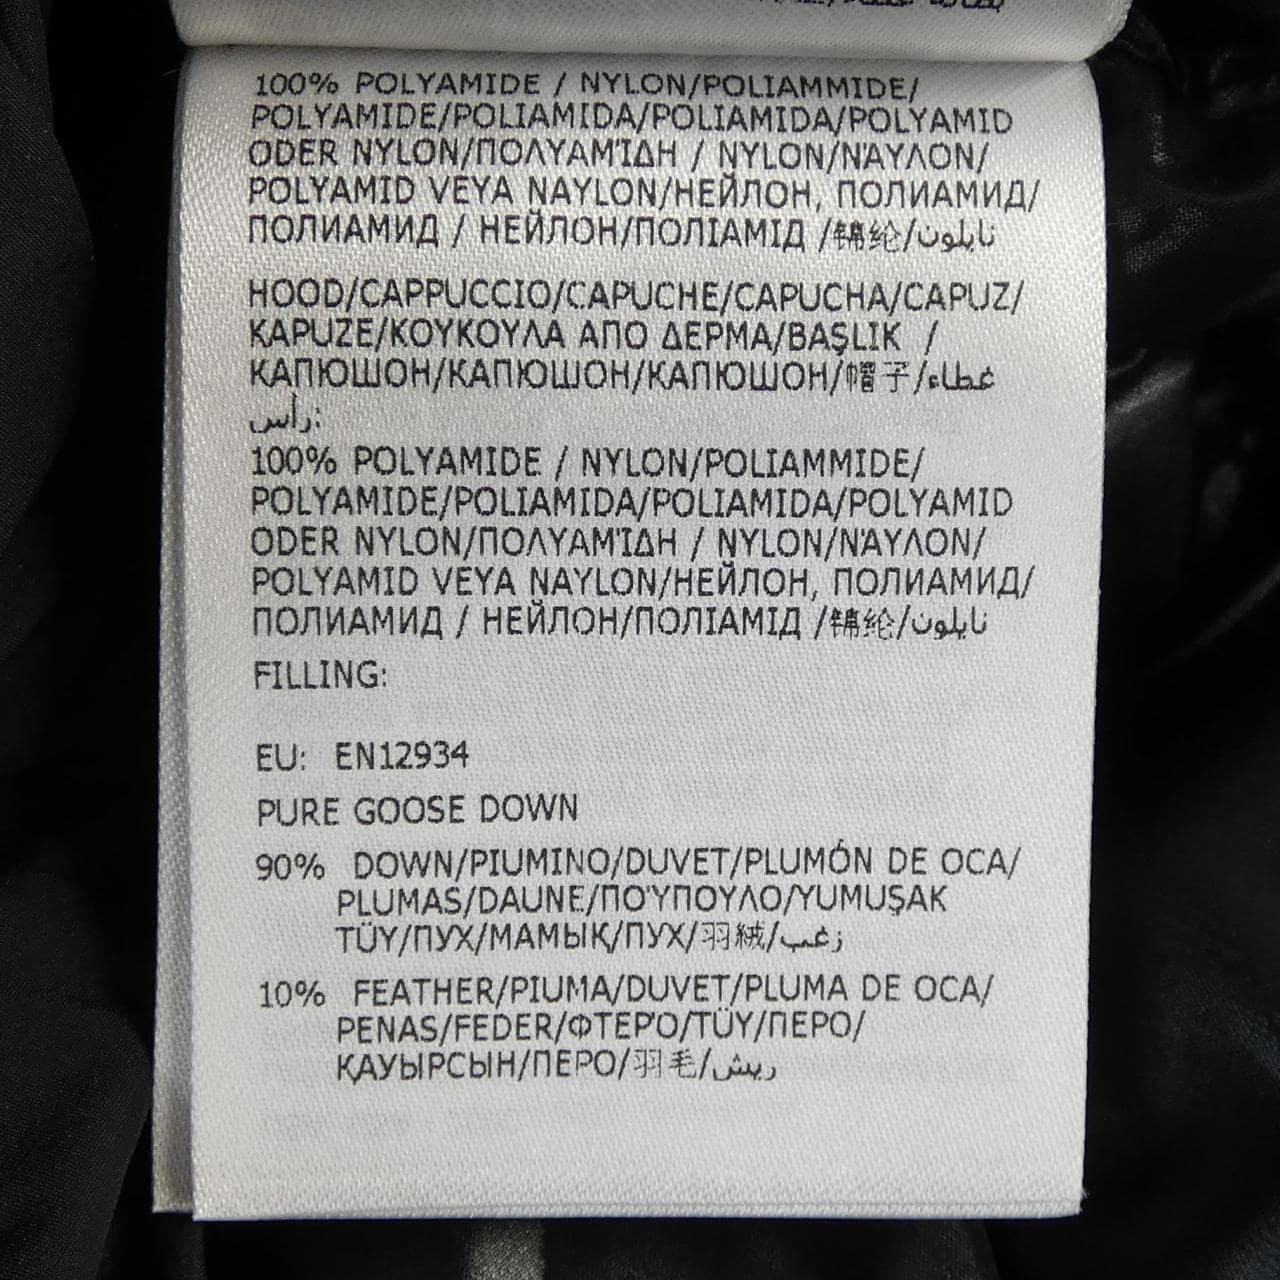 100% POLYAMIDE / NYLON/POLIAMMIDE/
POLYAMIDE/POLIAMIDA/POLIAMIDA/POLYAMID
ODER NYLON/ΠΟΛΥΑΜΊΔΗ / NYLON/ΝΆΥΛΟΝ/
POLYAMID VEYA NAYLON/НЕЙЛОН, ПОЛИАМИД/
ПОЛИАМИД / НЕЙЛОН/ПОЛІАМІД /锦纶/نايلون
HOOD/CAPPUCCIO/CAPUCHE/CAPUCHA/CAPUZ/
KAPUZE/ΚΟΥΚΟΥΛΑ ΑΠΟ ΔΕΡΜΑ/BAŞLIK /
КАПЮШОН/КАПЮШОН/КАПЮШОН/帽子/غطاء
رأس:
100% POLYAMIDE / NYLON/POLIAMMIDE/
POLYAMIDE/POLIAMIDA/POLIAMIDA/POLYAMID
ODER NYLON/ΠΟΛΥΑΜΊΔΗ / NYLON/ΝΆΥΛΟΝ/
POLYAMID VEYA NAYLON/НЕЙЛОН, ПОЛИАМИД/
ПОЛИАМИД / НЕЙЛОН/ПОЛІАМІД /锦纶/نايلون
FILLING:
EU: EN12934
PURE GOOSE DOWN
90% DOWN/PIUMINO/DUVET/PLUMÓN DE OCA/
PLUMAS/DAUNE/ΠΟΎΠΟΥΛΟ/YUMUŞAK
TÜY/ПУХ/МАМЫҚ/ПУХ/羽絨/زغب
10% FEATHER/PIUMA/DUVET/PLUMA DE OCA/
PENAS/FEDER/ΦΤΕΡΌ/TÜY/ПЕРО/
ҚАУЫРСЫН/ПЕРО/羽毛/ريش